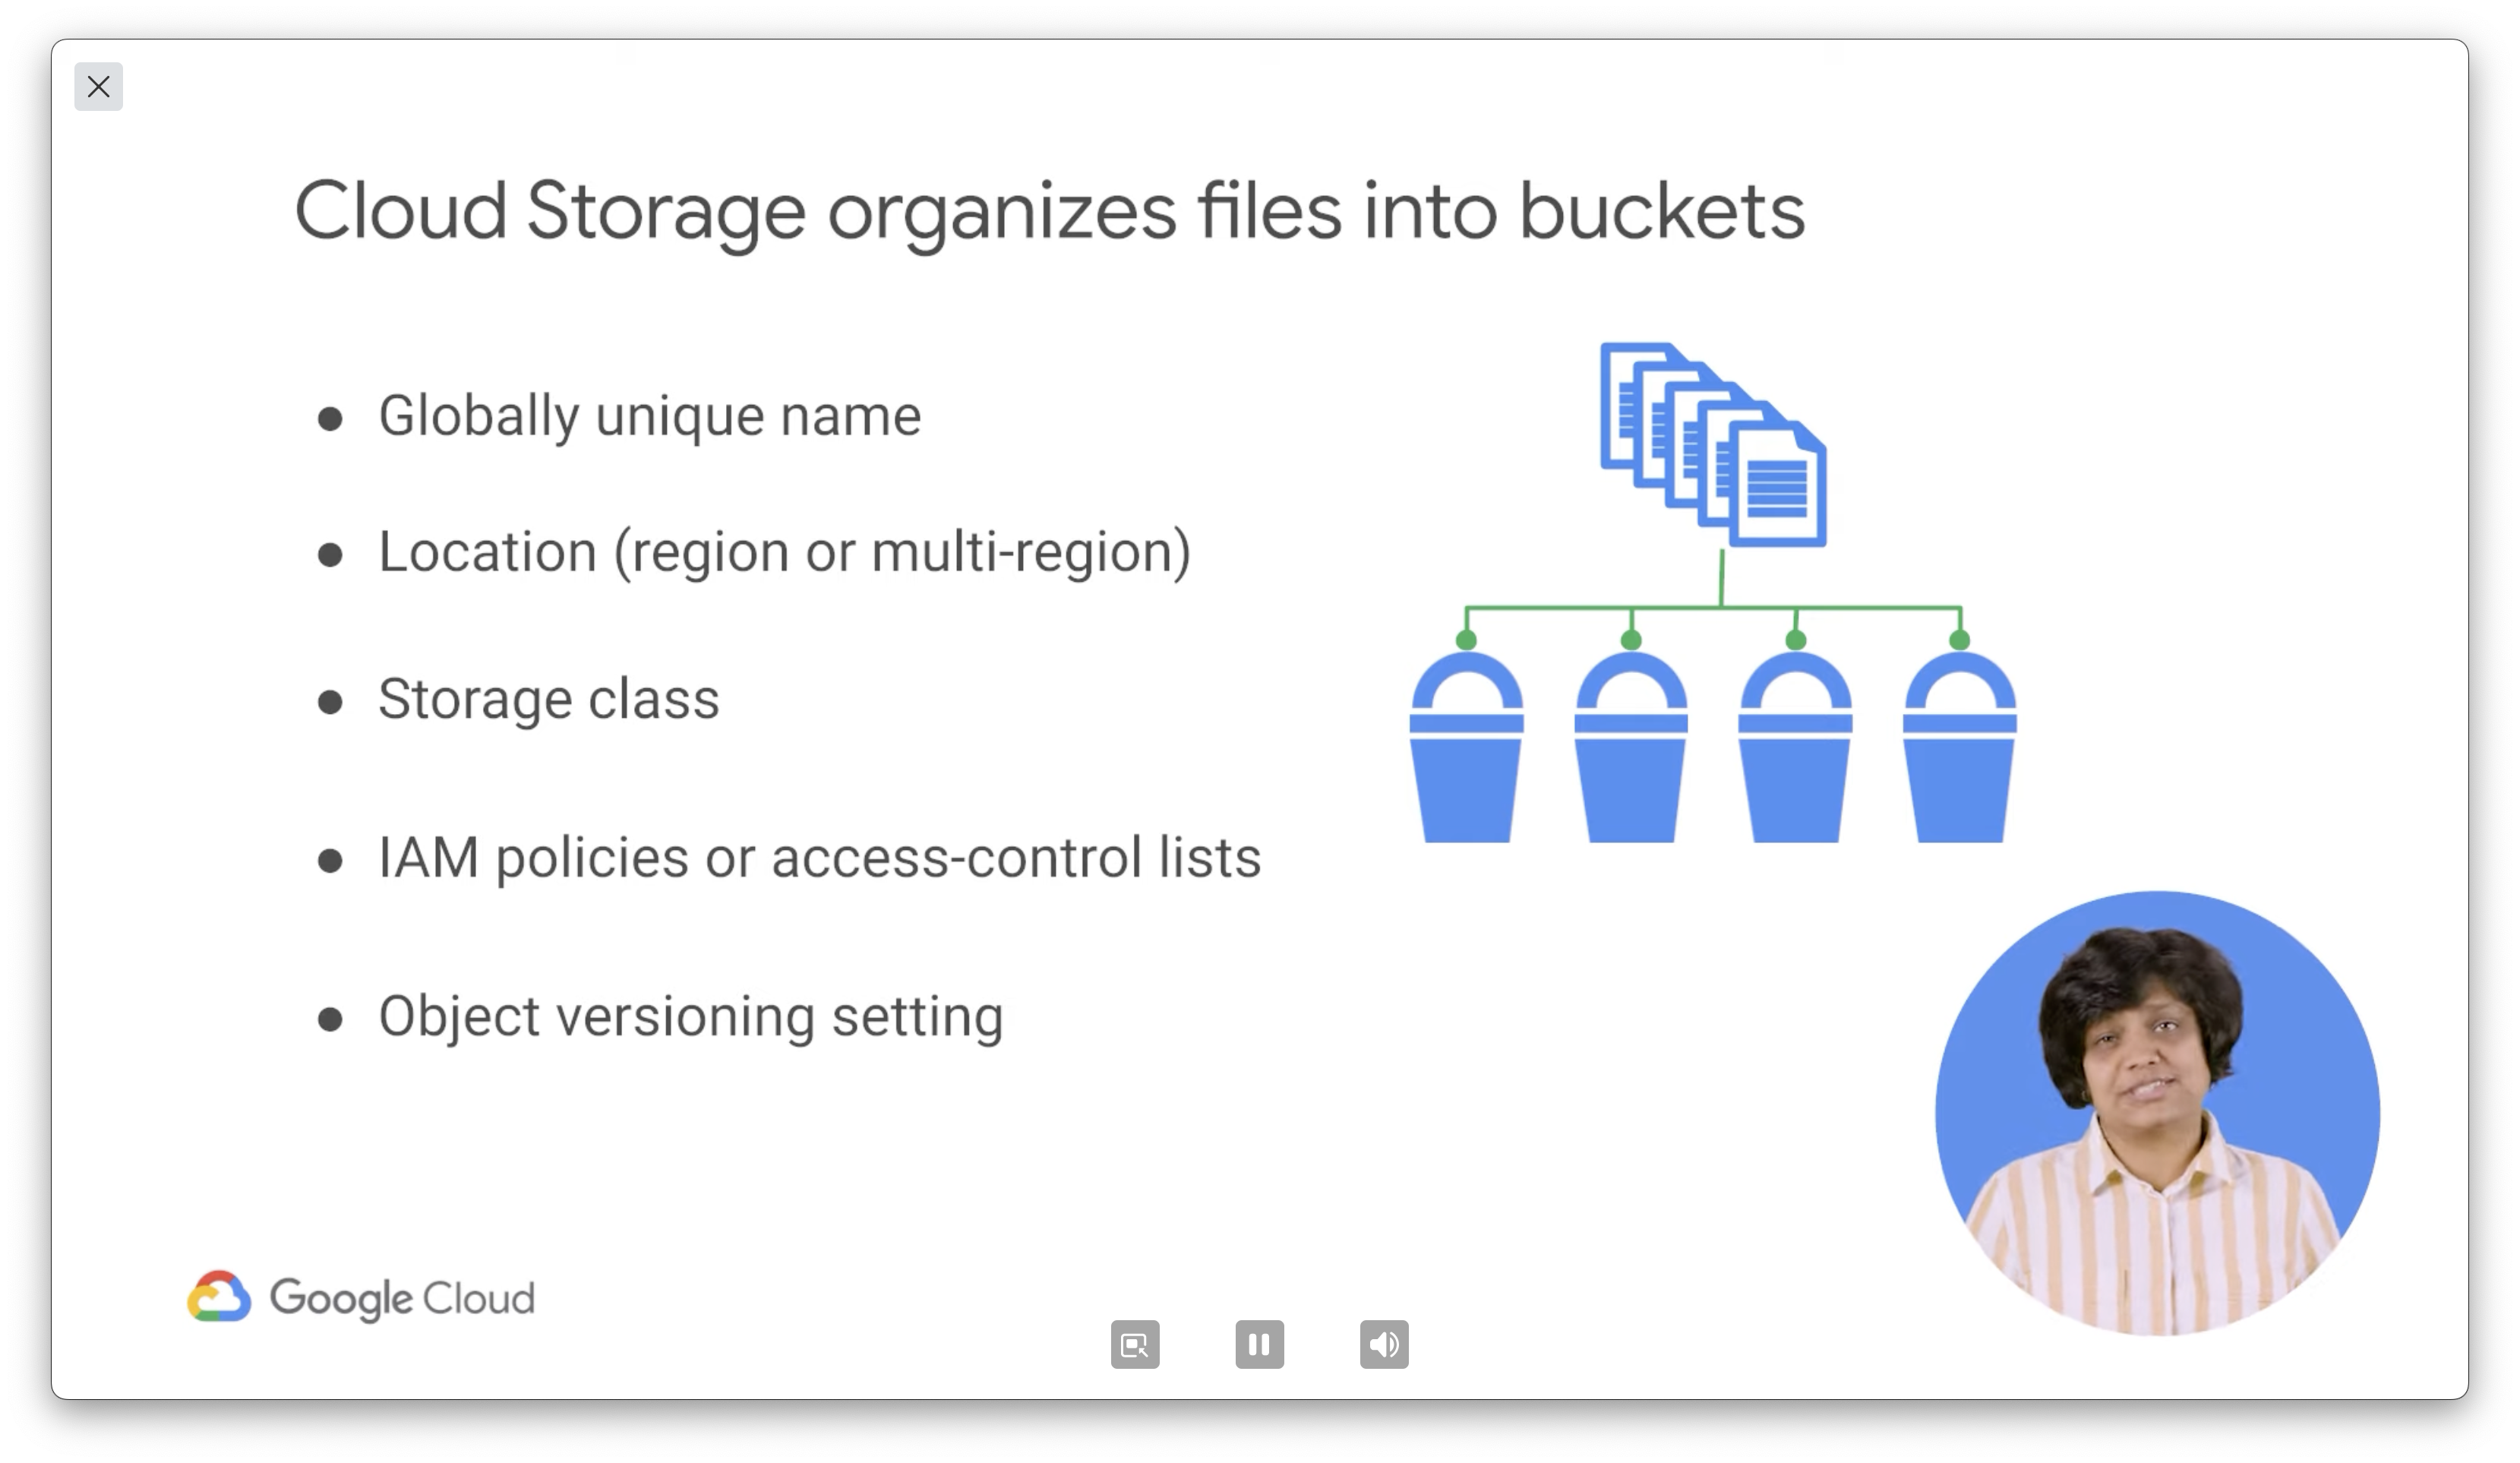 Cloud Storage organizes files into buckets
Globally unique name
Location (region or multi-region)
Storage class
IAM policies or access-control lists
Object versioning setting
Google Cloud